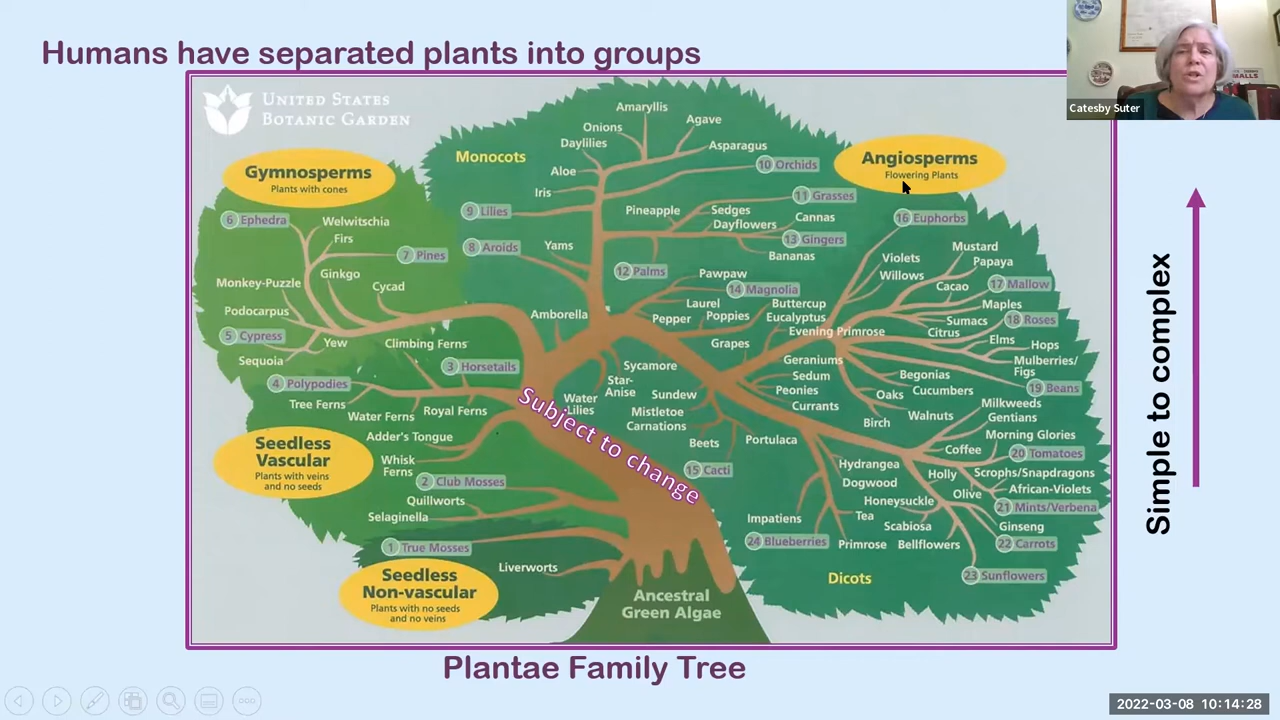 Humans have separated plants into groups
UNITED STATES
BOTANIC GARDEN
Gymnosperms
Plants with cones
6 Ephedra
Welwitschia
Firs
7 Pines
Ginkgo
Monkey-Puzzle
Cycad
Podocarpus
5 Cypress
Yew
Sequoia
Climbing Ferns
3 Horsetails
4 Polypodies
Tree Ferns
Water Ferns
Royal Ferns
Adder's Tongue
Whisk
Ferns
Seedless
Vascular
Plants with veins
and no seeds
2 Club Mosses
Quillworts
Selaginella
1 True Mosses
Liverworts
Seedless
Non-vascular
Plants with no seeds
and no veins
Ancestral
Green Algae
Subject to change
Monocots
Amaryllis
Onions
Agave
Daylilies
Asparagus
10 Orchids
Aloe
Iris
9 Lilies
11 Grasses
Pineapple
Sedges
Dayflowers
Cannas
13 Gingers
Bananas
8 Aroids
Yams
12 Palms
Angiosperms
Flowering Plants
Pawpaw
14 Magnolia
Laurel
Pepper
Poppies
Amborella
Buttercup
Eucalyptus
Evening Primrose
Grapes
16 Euphorbs
Violets
Willows
Mustard
Papaya
Cacao
17 Mallow
Maples
Sumacs
18 Roses
Citrus
Elms
Hops
Mulberries/
Figs
19 Beans
Geraniums
Sedum
Peonies
Currants
Begonias
Oaks
Cucumbers
Walnuts
Birch
Sycamore
Star-
Anise
Water
Lilies
Sundew
Mistletoe
Carnations
Beets
Portulaca
15 Cacti
Milkweeds
Gentians
Morning Glories
Coffee
20 Tomatoes
Hydrangea
Dogwood
Holly
Scrophs/Snapdragons
Honeysuckle
Olive
African-Violets
21 Mints/Verbena
Tea
Scabiosa
Ginseng
Impatiens
24 Blueberries
Primrose
Bellflowers
22 Carrots
23 Sunflowers
Dicots
Simple to complex
Plantae Family Tree
Catesby Suter
MALLS
2022-03-08 10:14:28